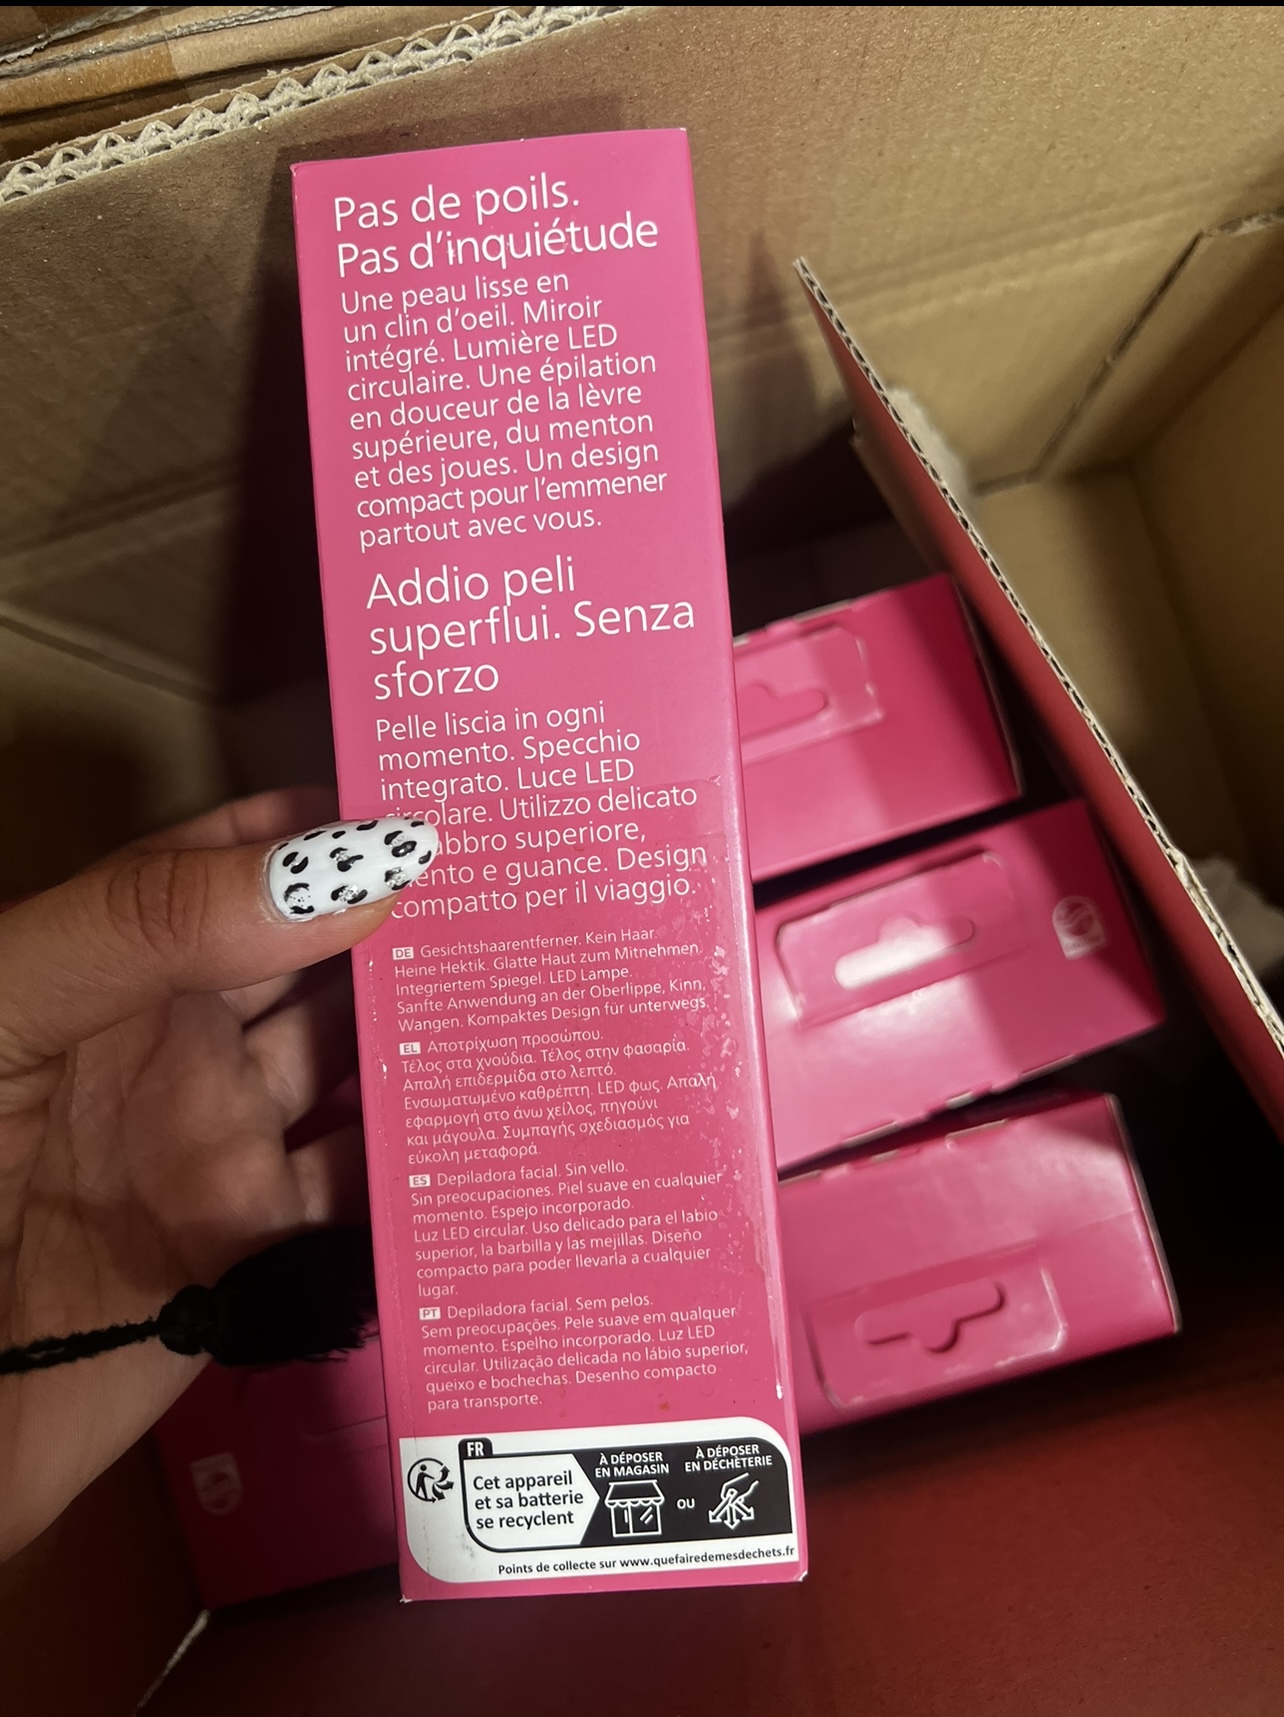 Pas de poils.
Pas d'inquiétude
Une peau lisse en
un clin d'oeil. Miroir
intégré. Lumière LED
circulaire. Une épilation
en douceur de la lèvre
supérieure, du menton
et des joues. Un design
compact pour l'emmener
partout avec vous.
Addio peli
superflui. Senza
sforzo
Pelle liscia in ogni
momento. Specchio
integrato. Luce LED
circolare. Utilizzo delicato
superiore,
e guance. Design
compatto per il viaggio.
DE Gesichtshaarentferner. Kein Haar.
Heine Hektik. Glatte Haut zum Mitnehmen.
Integriertem Spiegel. LED Lampe.
Sanfte Anwendung an der Oberlippe, Kinn,
Wangen. Kompaktes Design für unterwegs.
EL Αποτρίχωση προσώπου.
Τέλος στα χνούδια. Τέλος στην φασαρία.
Απαλή επιδερμίδα στο λεπτό.
Ενσωματωμένο καθρέπτη. LED φως. Απαλή
εφαρμογή στο άνω χείλος, πηγούνι
και μάγουλα. Συμπαγής σχεδιασμός για
εύκολη μεταφορά.
ES Depiladora facial. Sin vello.
Sin preocupaciones. Piel suave en cualquier
momento. Espejo incorporado.
Luz LED circular. Uso delicado para el labio
superior, la barbilla y las mejillas. Diseño
compacto para poder llevarla a cualquier
lugar.
PT Depiladora facial. Sem pelos.
Sem preocupações. Pele suave em qualquer
momento. Espelho incorporado. Luz LED
circular. Utilização delicada no lábio superior,
queixo e bochechas. Desenho compacto
para transporte.
FR
Cet appareil
et sa batterie
se recyclent
À DÉPOSER
EN MAGASIN
OU
À DÉPOSER
EN DÉCHÈTERIE
Points de collecte sur www.quefairedemesdechets.fr